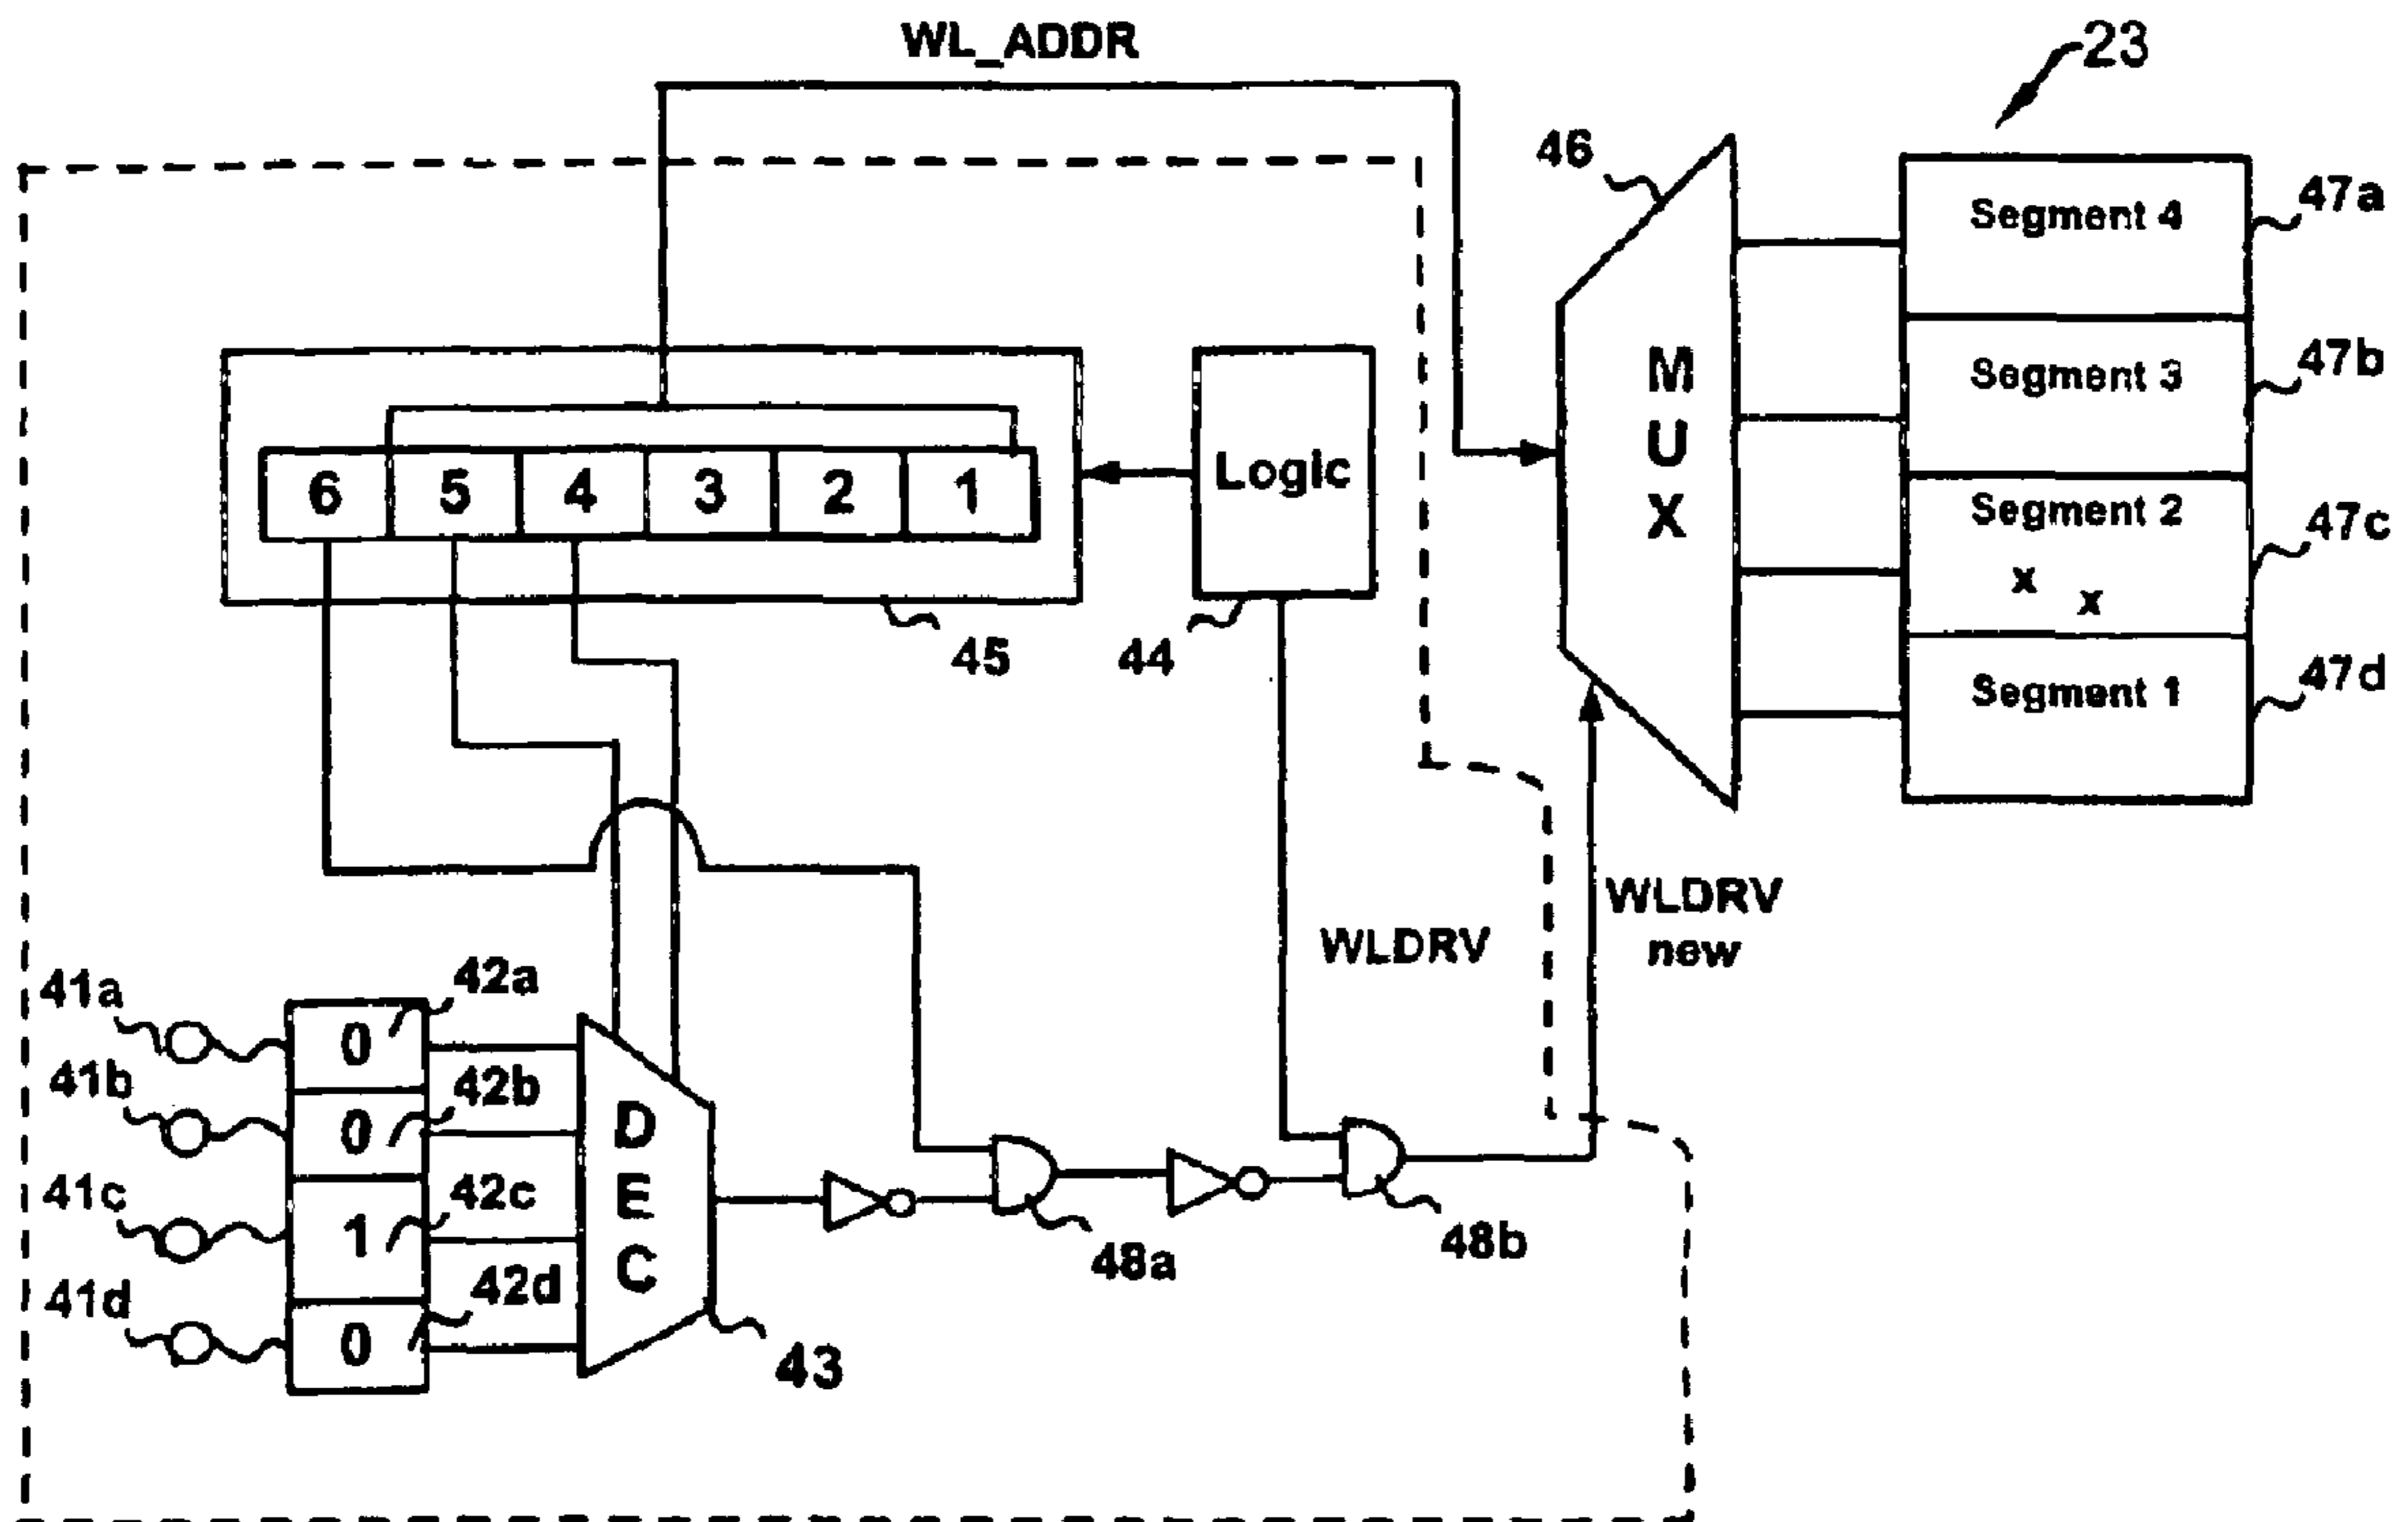 WL_ADDR
23
46
Segment 4
47a
Segment 3
47b
Segment 2
x
x
47c
Segment 1
47d
M
U
X
6 5 4 3 2 1
Logic
45
44
WLDRV
WLDRV
new
41a
0
42a
41b
0
42b
41c
1
42c
41d
0
42d
D
E
C
43
48a
48b